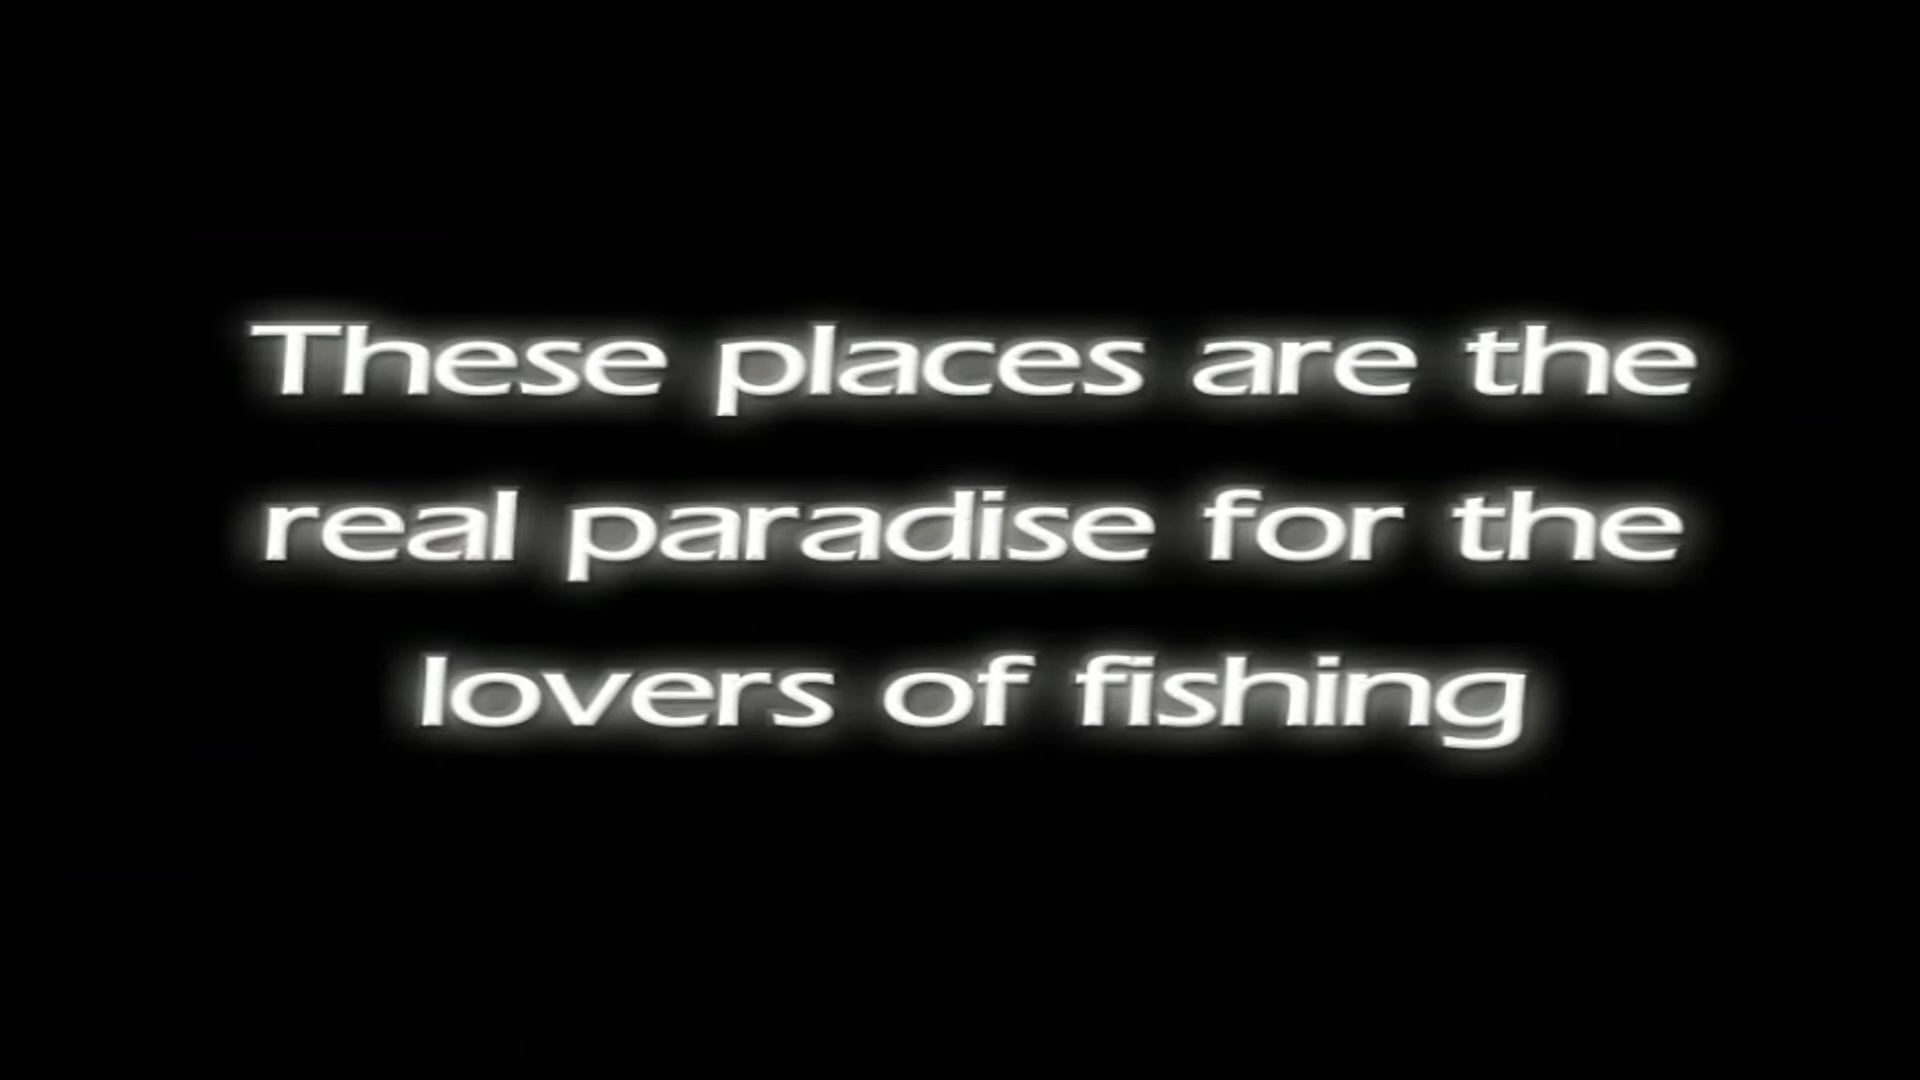 These places are the
real paradise for the
lovers of fishing